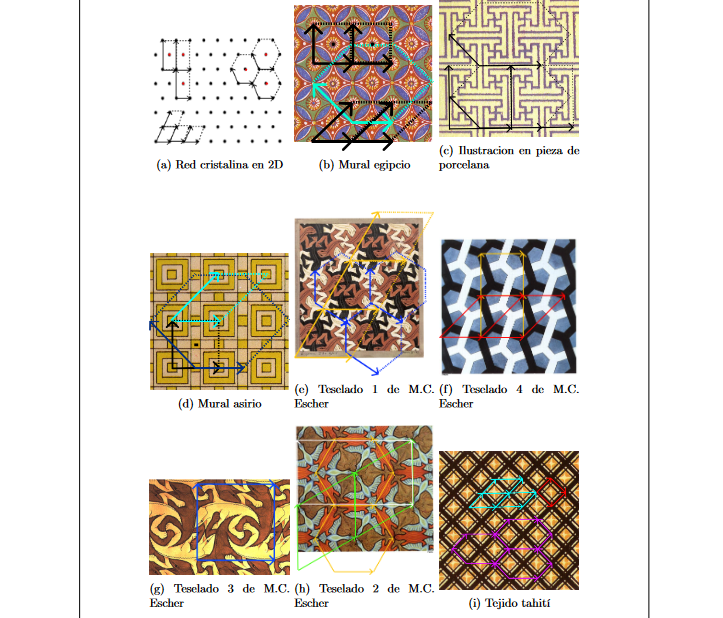 (a) Red cristalina en 2D
(b) Mural egipcio
(c) Ilustracion en pieza de
porcelana
(d) Mural asirio
(e) Teselado 1 de M.C.
Escher
(f) Teselado 4 de M.C.
Escher
(g) Teselado 3 de M.C.
Escher
(h) Teselado 2 de M.C.
Escher
(i) Tejido tahití